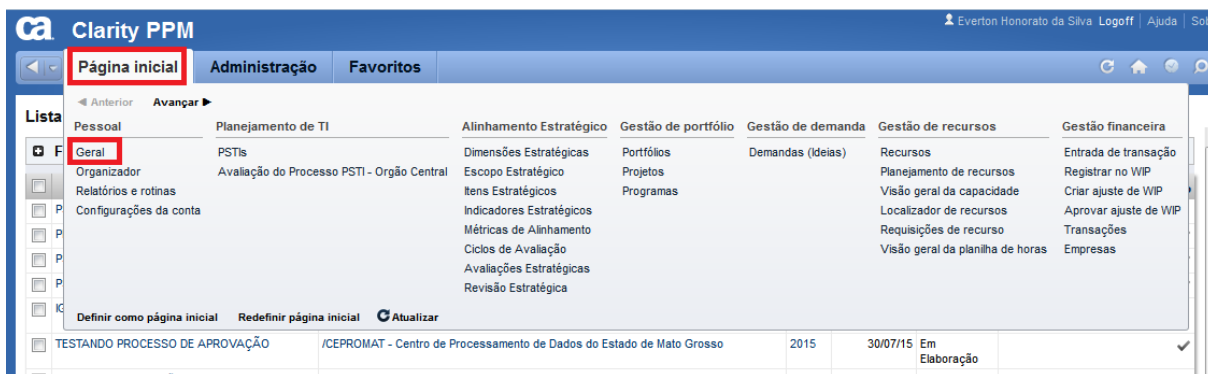 ca Clarity PPM
Everton Honorato da Silva Logoff | Ajuda | Sob
Página inicial Administração Favoritos
Anterior Avançar
Lista
Pessoal
Geral
Organizador
Relatórios e rotinas
Configurações da conta
Planejamento de TI
PSTIs
Avaliação do Processo PSTI - Orgão Central
Alinhamento Estratégico
Dimensões Estratégicas
Escopo Estratégico
Itens Estratégicos
Indicadores Estratégicos
Métricas de Alinhamento
Ciclos de Avaliação
Avaliações Estratégicas
Revisão Estratégica
Gestão de portfólio
Portfólios
Projetos
Programas
Gestão de demanda
Demandas (Ideias)
Gestão de recursos
Recursos
Planejamento de recursos
Visão geral da capacidade
Localizador de recursos
Requisições de recurso
Visão geral da planilha de horas
Gestão financeira
Entrada de transação
Registrar no WIP
Criar ajuste de WIP
Aprovar ajuste de WIP
Transações
Empresas
F
P
P
P
P
Definir como página inicial Redefinir página inicial Atualizar
TESTANDO PROCESSO DE APROVAÇÃO /CEPROMAT - Centro de Processamento de Dados do Estado de Mato Grosso 2015 30/07/15 Em
Elaboração